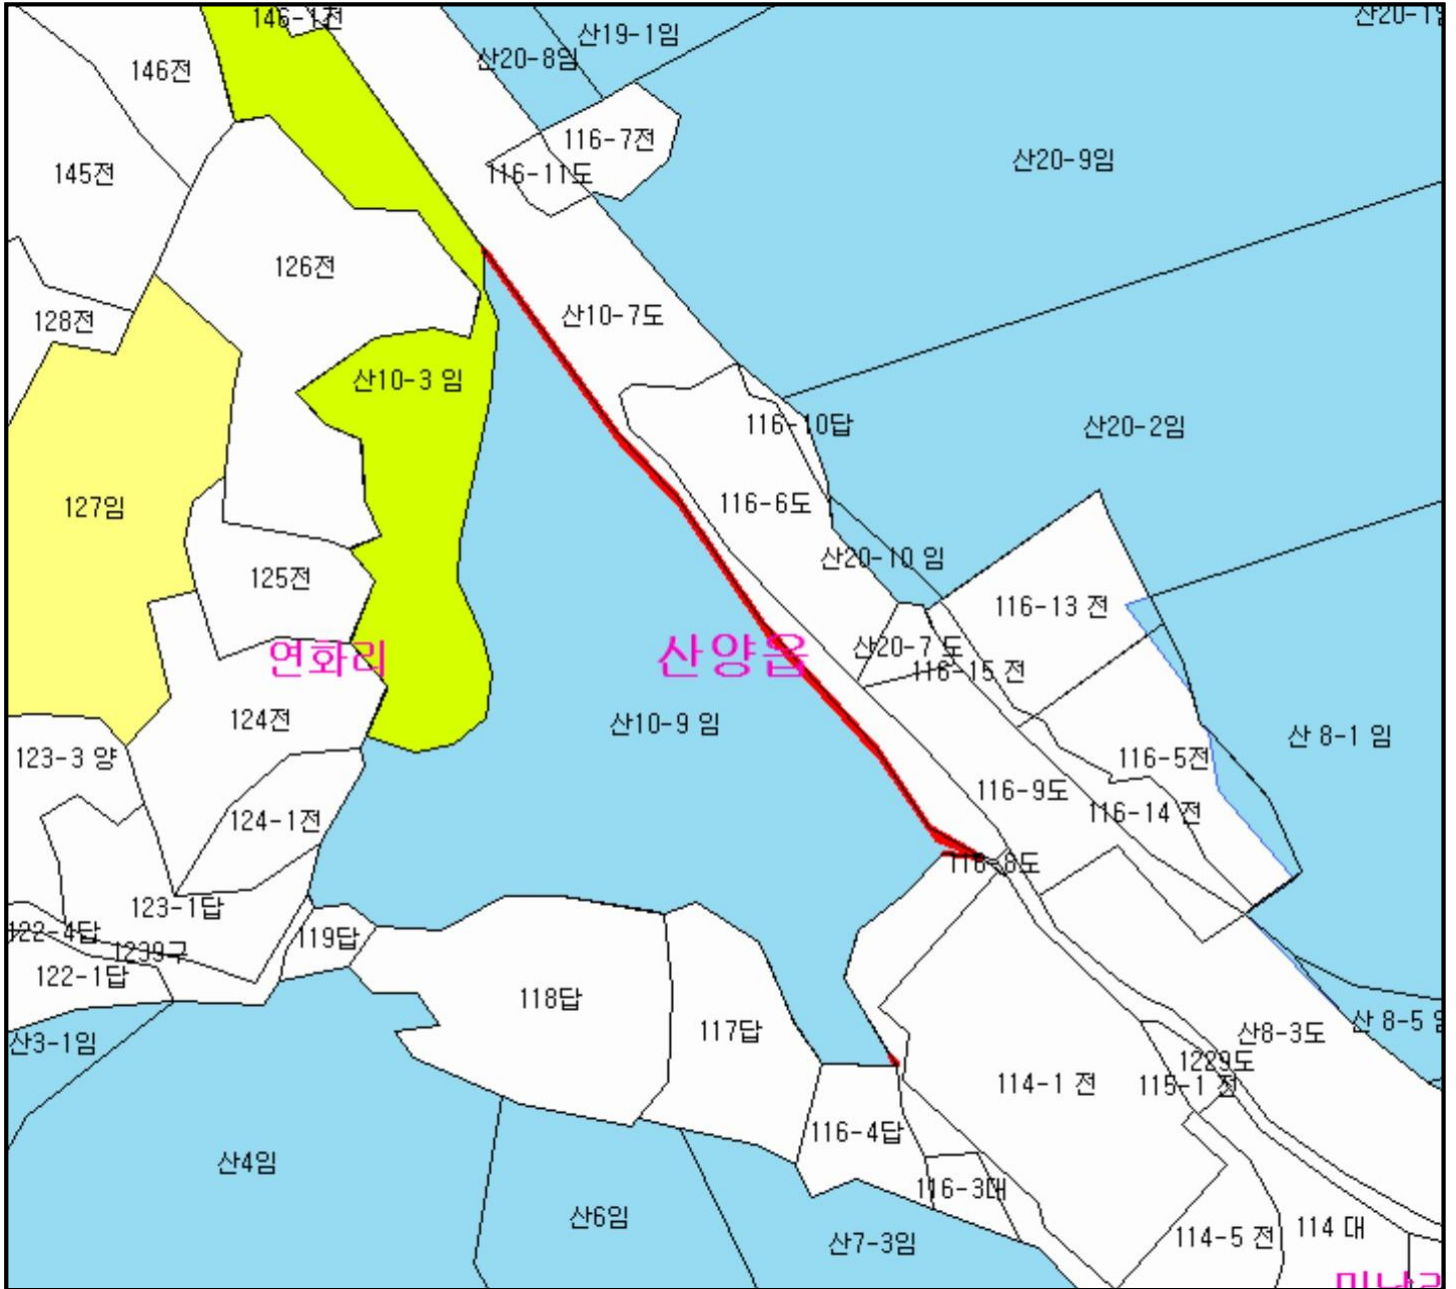 146-1전
산19-1임
산20-8임
146전
116-7전
산20-9임
145전
116-11도
126전
산10-7도
128전
산10-3 임
116-10답
산20-2임
127임
116-6도
산20-10 임
125전
116-13 전
연화리
산양읍
산20-7 도
116-15 전
124전
산10-9 임
산 8-1 임
123-3 양
116-5전
116-9도
124-1전
116-14 전
116-8도
123-1답
122-4답
119답
1239구
122-1답
118답
117답
산3-1임
산8-3도
산 8-5
1229도
114-1 전
115-1 전
116-4답
산4임
116-3대
산6임
114 대
114-5 전
산7-3임